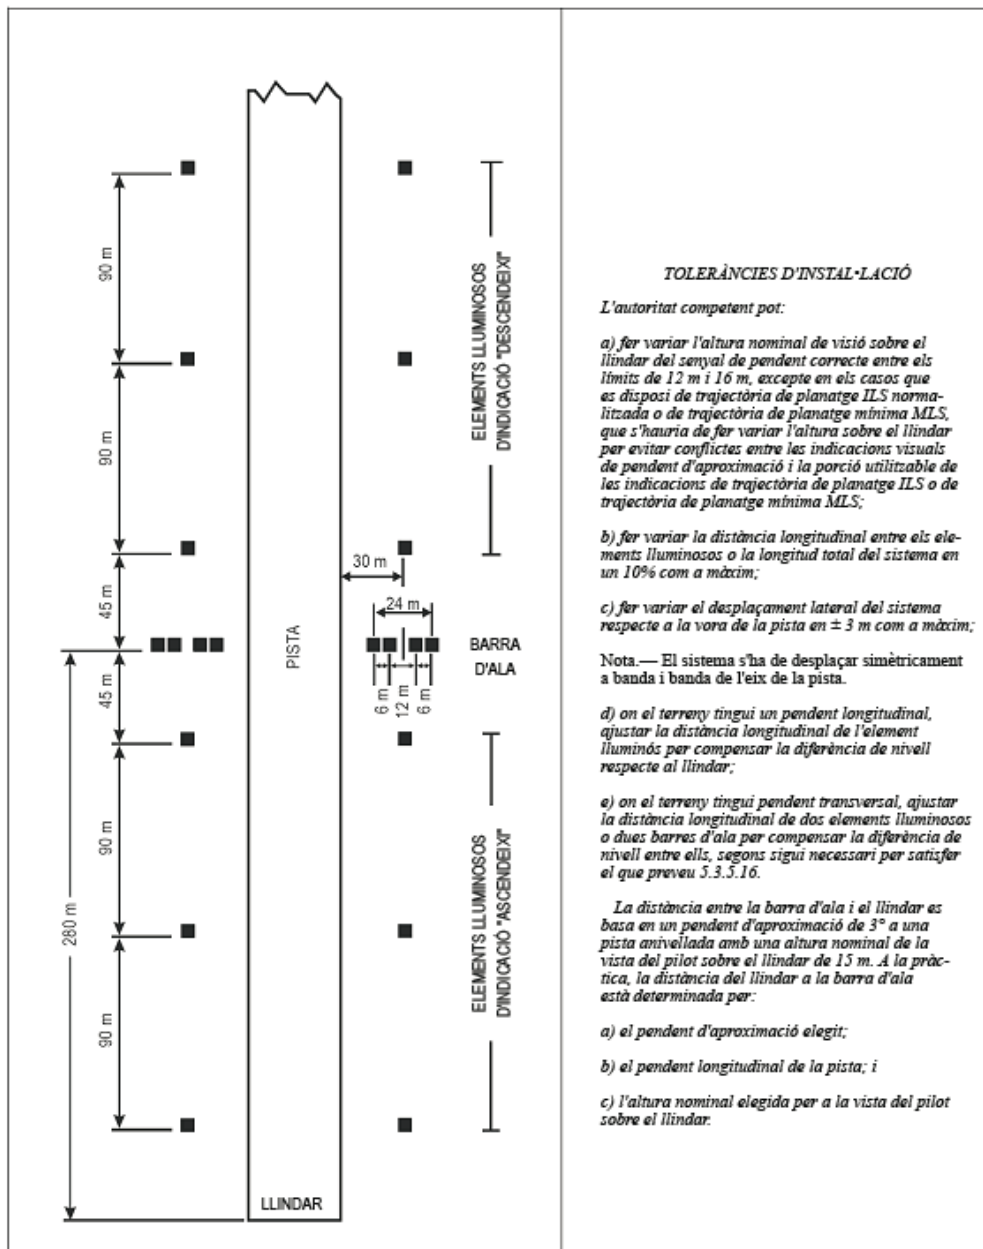 90 m
90 m
45 m
45 m
90 m
90 m
280 m
PISTA
LLINDAR
30 m
24 m
6 m
12 m
6 m
BARRA
D'ALA
ELEMENTS LLUMINOSOS
D'INDICACIÓ "DESCENDEIXI"
ELEMENTS LLUMINOSOS
D'INDICACIÓ "ASCENDEIXI"
TOLERÀNCIES D'INSTAL•LACIÓ
L'autoritat competent pot:
a) fer variar l'altura nominal de visió sobre el
llindar del senyal de pendent correcte entre els
límits de 12 m i 16 m, excepte en els casos que
es disposi de trajectòria de planatge ILS norma-
litzada o de trajectòria de planatge mínima MLS,
que s'hauria de fer variar l'altura sobre el llindar
per evitar conflictes entre les indicacions visuals
de pendent d'aproximació i la porció utilitzable de
les indicacions de trajectòria de planatge ILS o de
trajectòria de planatge mínima MLS;
b) fer variar la distància longitudinal entre els ele-
ments lluminosos o la longitud total del sistema en
un 10% com a màxim;
c) fer variar el desplaçament lateral del sistema
respecte a la vora de la pista en ± 3 m com a màxim;
Nota.— El sistema s'ha de desplaçar simètricament
a banda i banda de l'eix de la pista.
d) on el terreny tingui un pendent longitudinal,
ajustar la distància longitudinal de l'element
lluminós per compensar la diferència de nivell
respecte al llindar;
e) on el terreny tingui pendent transversal, ajustar
la distància longitudinal de dos elements lluminosos
o dues barres d'ala per compensar la diferència de
nivell entre ells, segons sigui necessari per satisfer
el que preveu 5.3.5.16.
La distància entre la barra d'ala i el llindar es
basa en un pendent d'aproximació de 3° a una
pista anivellada amb una altura nominal de la
vista del pilot sobre el llindar de 15 m. A la pràc-
tica, la distància del llindar a la barra d'ala
està determinada per:
a) el pendent d'aproximació elegit;
b) el pendent longitudinal de la pista; i
c) l'altura nominal elegida per a la vista del pilot
sobre el llindar.